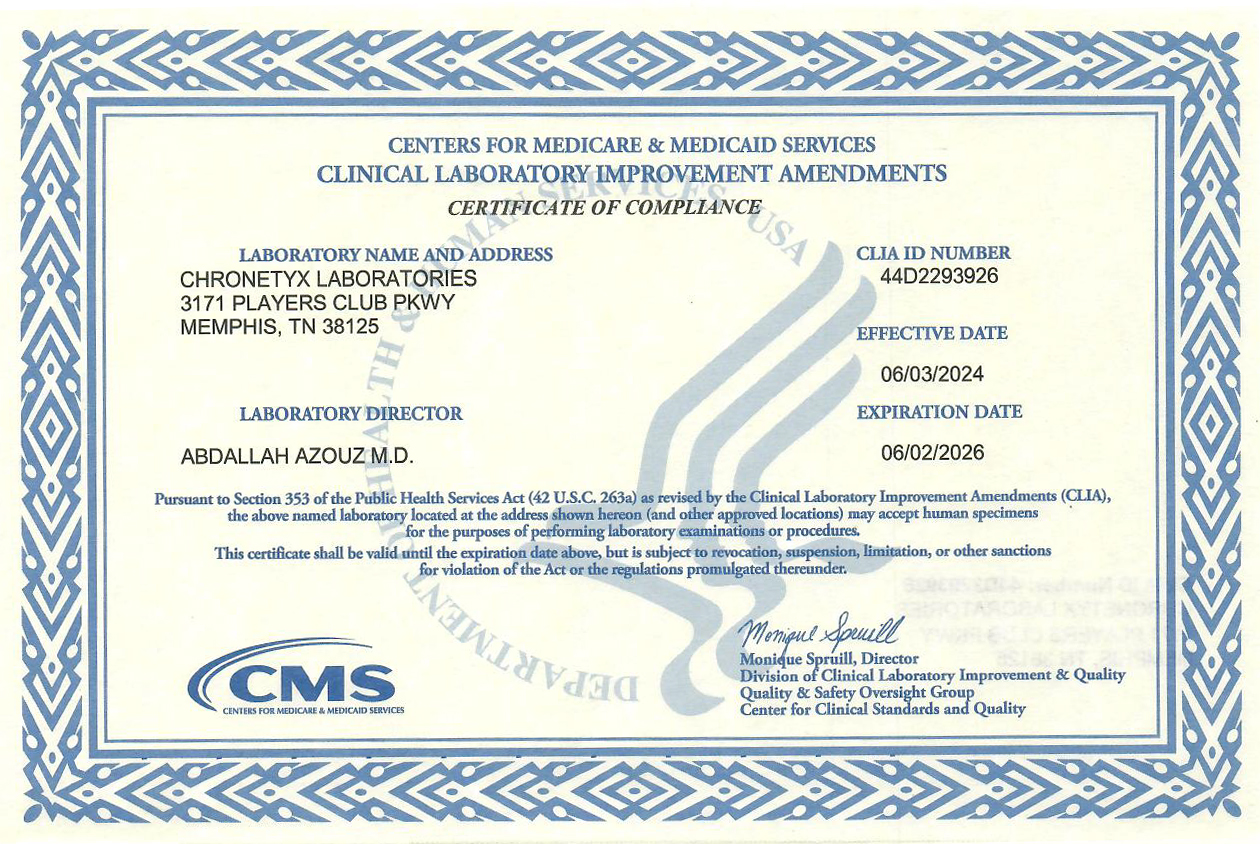 CENTERS FOR MEDICARE & MEDICAID SERVICES
CLINICAL LABORATORY IMPROVEMENT AMENDMENTS
CERTIFICATE OF COMPLIANCE
DEPARTMENT OF HEALTH & HUMAN SERVICES USA
LABORATORY NAME AND ADDRESS
CHRONETYX LABORATORIES
3171 PLAYERS CLUB PKWY
MEMPHIS, TN 38125
CLIA ID NUMBER
44D2293926
EFFECTIVE DATE
06/03/2024
LABORATORY DIRECTOR
ABDALLAH AZOUZ M.D.
EXPIRATION DATE
06/02/2026
Pursuant to Section 353 of the Public Health Services Act (42 U.S.C. 263a) as revised by the Clinical Laboratory Improvement Amendments (CLIA),
the above named laboratory located at the address shown hereon (and other approved locations) may accept human specimens
for the purposes of performing laboratory examinations or procedures.
This certificate shall be valid until the expiration date above, but is subject to revocation, suspension, limitation, or other sanctions
for violation of the Act or the regulations promulgated thereunder.
CMS
CENTERS FOR MEDICARE & MEDICAID SERVICES
Monique Spruill
Monique Spruill, Director
Division of Clinical Laboratory Improvement & Quality
Quality & Safety Oversight Group
Center for Clinical Standards and Quality